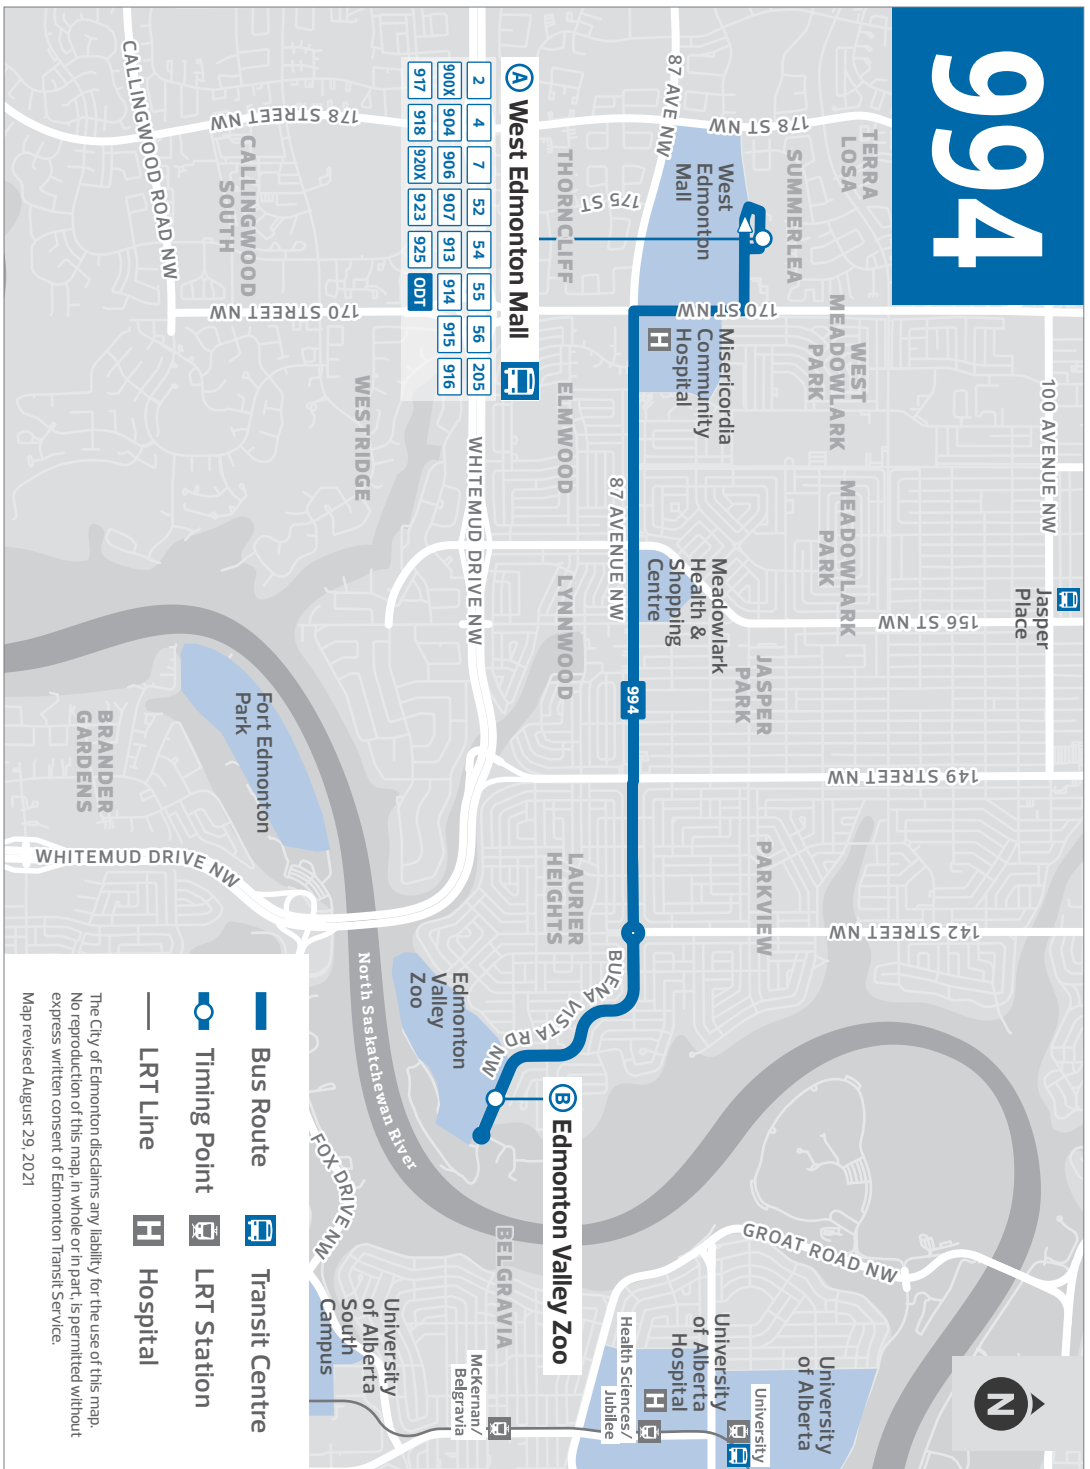 994
TERRA
LOSA
SUMMERLEA
178 ST NW
87 AVE NW
West
Edmonton
Mall
THORNCLIFF
175 ST
178 STREET NW
CALLINGWOOD
SOUTH
CALLINGWOOD ROAD NW
170 STREET NW
170 ST NW
A West Edmonton Mall
2 4 7 52 54 55 56 205
900X 904 906 907 913 914 915 916
917 918 920X 923 925 ODT
WEST
MEADOWLARK
PARK
Misericordia
Community
Hospital
H
100 AVENUE NW
ELMWOOD
WESTRIDGE
WHITEMUD DRIVE NW
87 AVENUE NW
MEADOWLARK
PARK
Meadowlark
Health &
Shopping
Centre
Jasper
Place
156 ST NW
LYNNWOOD
JASPER
PARK
994
149 STREET NW
Fort Edmonton
Park
BRANDER
GARDENS
WHITEMUD DRIVE NW
LAURIER
HEIGHTS
PARKVIEW
142 STREET NW
BUENA VISTA RD NW
Edmonton
Valley
Zoo
North Saskatchewan River
B Edmonton Valley Zoo
FOX DRIVE NW
BELGRAVIA
GROAT ROAD NW
University
of Alberta
University
of Alberta
Hospital
H
University
Health Sciences/
Jubilee
McKernan/
Belgravia
University
of Alberta
South
Campus
N
Bus Route
Transit Centre
Timing Point
LRT Station
LRT Line
H Hospital
The City of Edmonton disclaims any liability for the use of this map.
No reproduction of this map, in whole or in part, is permitted without
express written consent of Edmonton Transit Service.
Map revised August 29, 2021